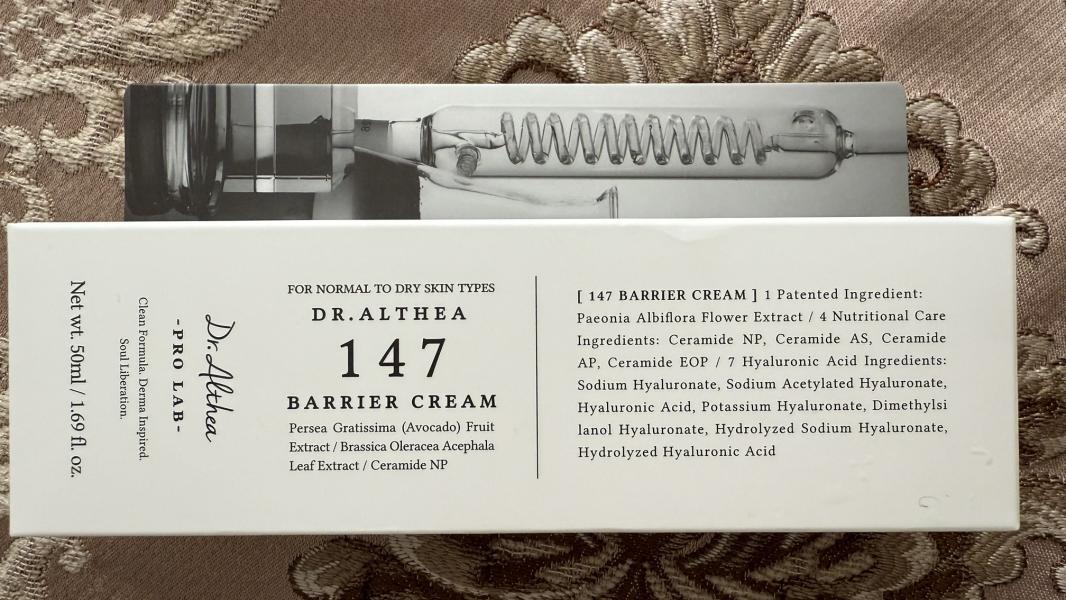 Net wt. 50ml / 1.69 fl. oz.
Clean Formula. Derma Inspired.
Soul Liberation.
Dr. Althea
-PRO LAB-
FOR NORMAL TO DRY SKIN TYPES
DR.ALTHEA
147
BARRIER CREAM
Persea Gratissima (Avocado) Fruit
Extract / Brassica Oleracea Acephala
Leaf Extract / Ceramide NP
[ 147 BARRIER CREAM ] 1 Patented Ingredient:
Paeonia Albiflora Flower Extract / 4 Nutritional Care
Ingredients: Ceramide NP, Ceramide AS, Ceramide
AP, Ceramide EOP / 7 Hyaluronic Acid Ingredients:
Sodium Hyaluronate, Sodium Acetylated Hyaluronate,
Hyaluronic Acid, Potassium Hyaluronate, Dimethylsi
lanol Hyaluronate, Hydrolyzed Sodium Hyaluronate,
Hydrolyzed Hyaluronic Acid